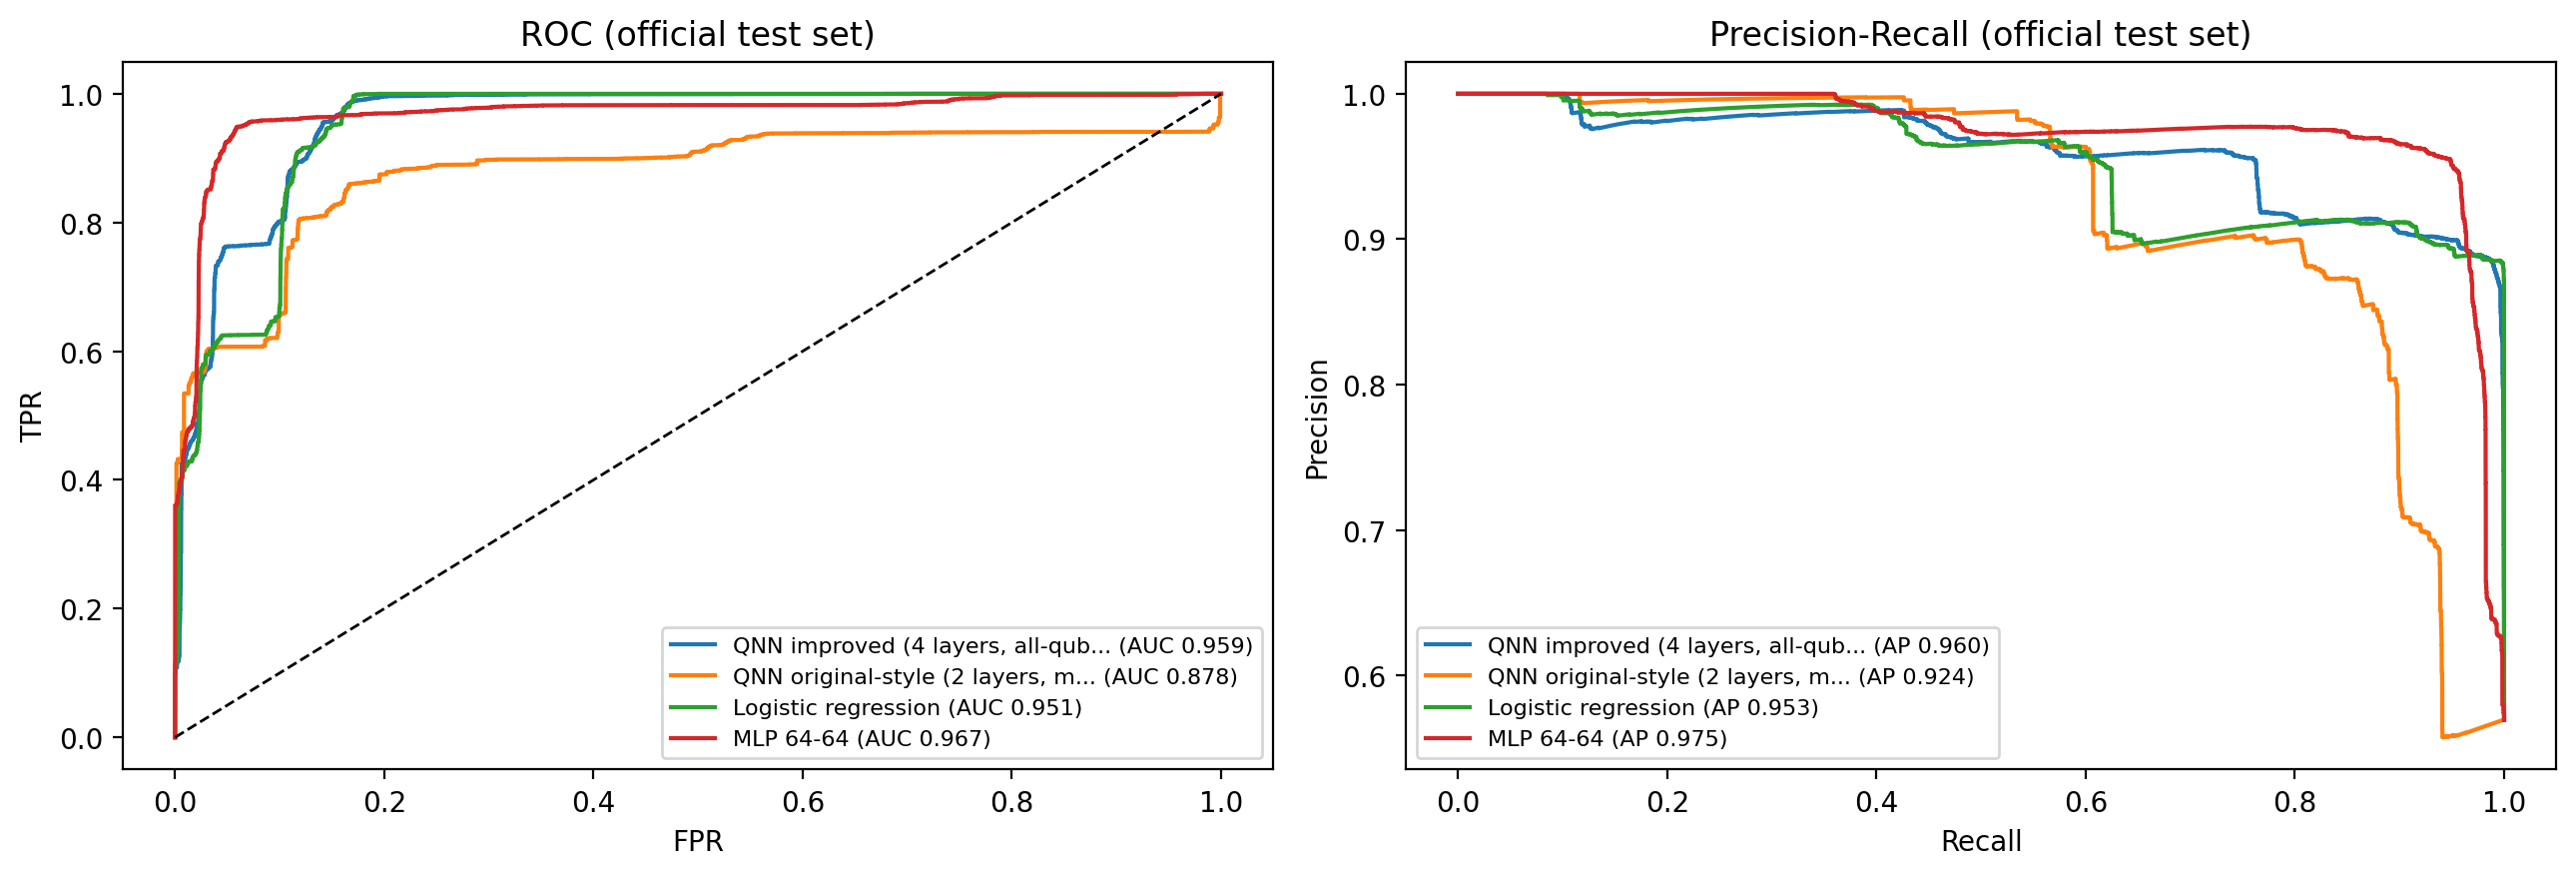 ROC (official test set)
1.0
0.8
0.6
0.4
0.2
0.0
TPR
0.0 0.2 0.4 0.6 0.8 1.0
FPR
QNN improved (4 layers, all-qub... (AUC 0.959)
QNN original-style (2 layers, m... (AUC 0.878)
Logistic regression (AUC 0.951)
MLP 64-64 (AUC 0.967)
Precision-Recall (official test set)
1.0
0.9
0.8
0.7
0.6
Precision
0.0 0.2 0.4 0.6 0.8 1.0
Recall
QNN improved (4 layers, all-qub... (AP 0.960)
QNN original-style (2 layers, m... (AP 0.924)
Logistic regression (AP 0.953)
MLP 64-64 (AP 0.975)